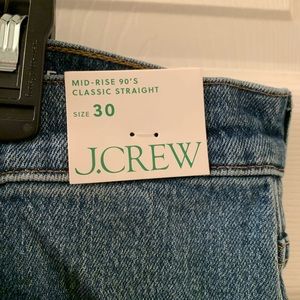 MID-RISE 90'S
CLASSIC STRAIGHT
SIZE 30
J.CREW